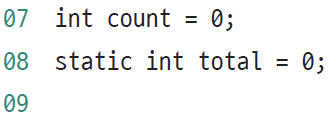 07 int count = 0;
08 static int total = 0;
09